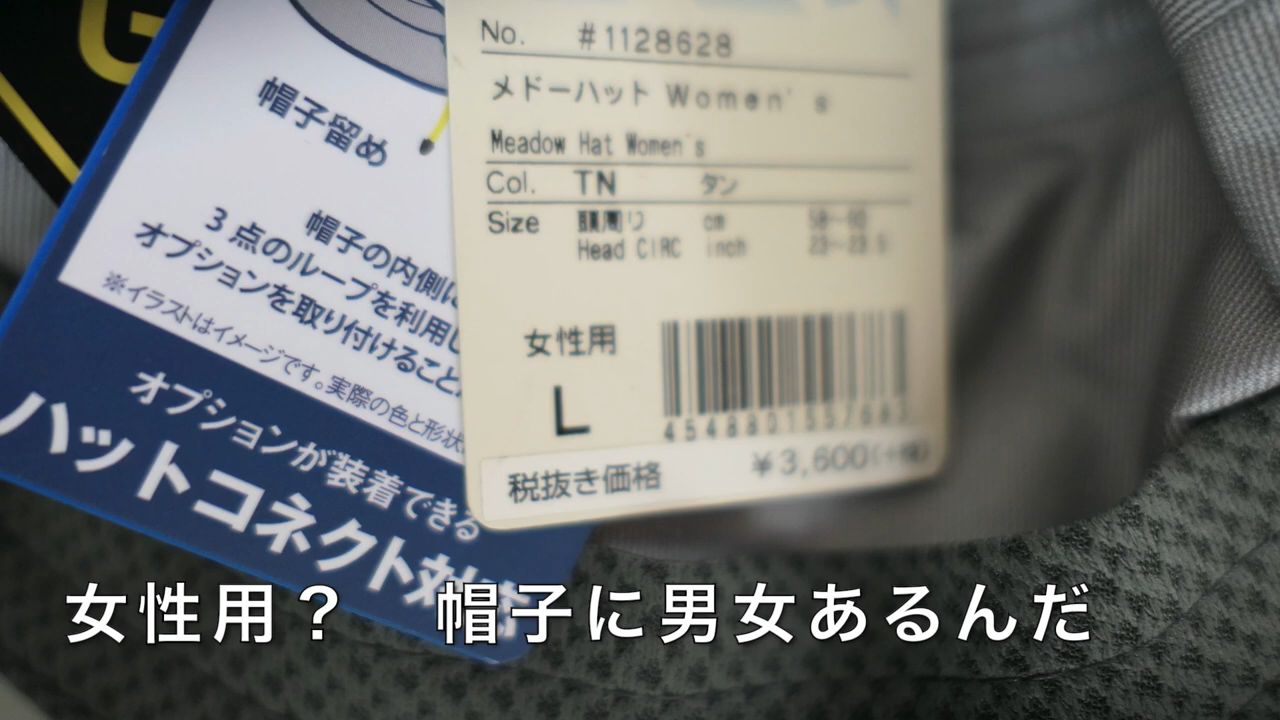 G
帽子留め
帽子の内側に
3点のループを利用し
オプションを取り付けること
※イラストはイメージです。実際の色と形状
オプションが装着できる
ハットコネクト対応
No. #1128628
メドーハット Women's
Meadow Hat Women's
Col. TN タン
Size 頭周り cm
Head CIRC inch
女性用
L
税抜き価格 ¥3,600(+税)
女性用? 帽子に男女あるんだ